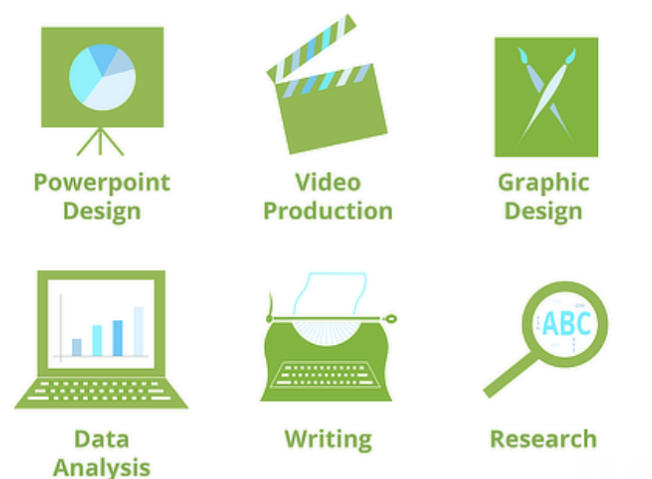 Powerpoint
Design
Video
Production
Graphic
Design
ABC
Data
Analysis
Writing
Research